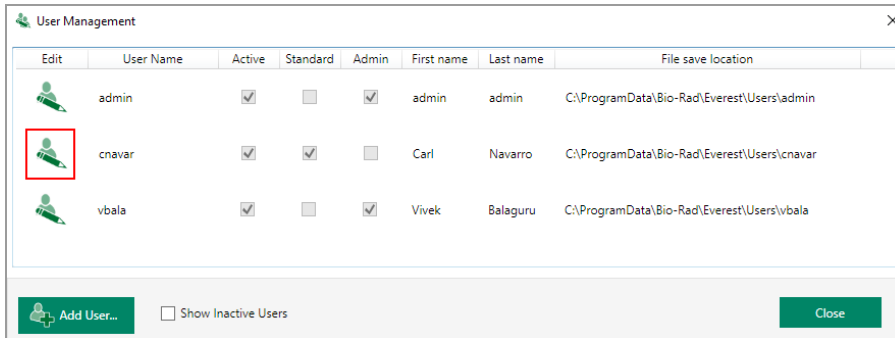 User Management
Edit User Name Active Standard Admin First name Last name File save location
admin admin admin C:\ProgramData\Bio-Rad\Everest\Users\admin
cnavar Carl Navarro C:\ProgramData\Bio-Rad\Everest\Users\cnavar
vbala Vivek Balaguru C:\ProgramData\Bio-Rad\Everest\Users\vbala
Add User... Show Inactive Users Close